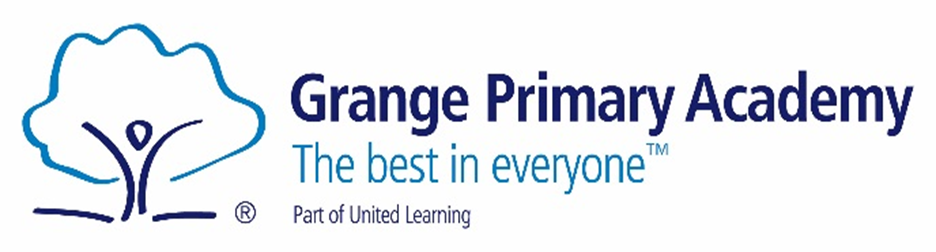 Grange Primary Academy
The best in everyone™
Part of United Learning
®